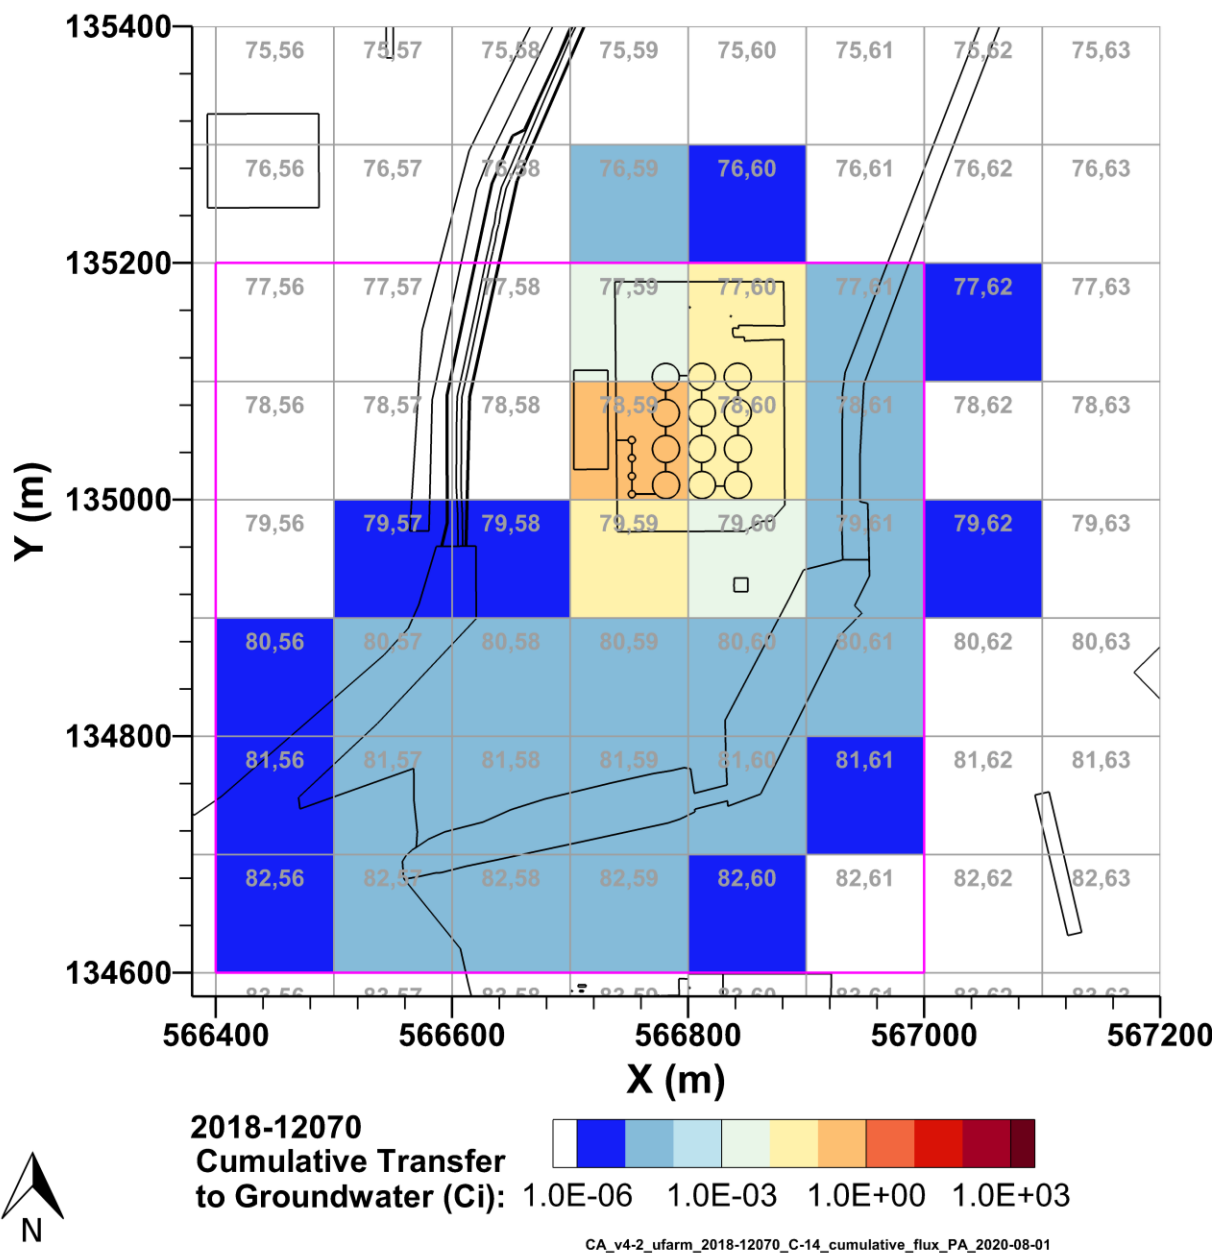 135400
75,56 75,57 75,58 75,59 75,60 75,61 75,62 75,63
76,56 76,57 76,58 76,59 76,60 76,61 76,62 76,63
135200
77,56 77,57 77,58 77,59 77,60 77,61 77,62 77,63
78,56 78,57 78,58 78,59 78,60 78,61 78,62 78,63
Y (m)
135000
79,56 79,57 79,58 79,59 79,60 79,61 79,62 79,63
80,56 80,57 80,58 80,59 80,60 80,61 80,62 80,63
134800
81,56 81,57 81,58 81,59 81,60 81,61 81,62 81,63
82,56 82,57 82,58 82,59 82,60 82,61 82,62 82,63
134600
566400 566600 566800 567000 567200
X (m)
2018-12070
Cumulative Transfer
to Groundwater (Ci): 1.0E-06 1.0E-03 1.0E+00 1.0E+03
N
CA_v4-2_ufarm_2018-12070_C-14_cumulative_flux_PA_2020-08-01